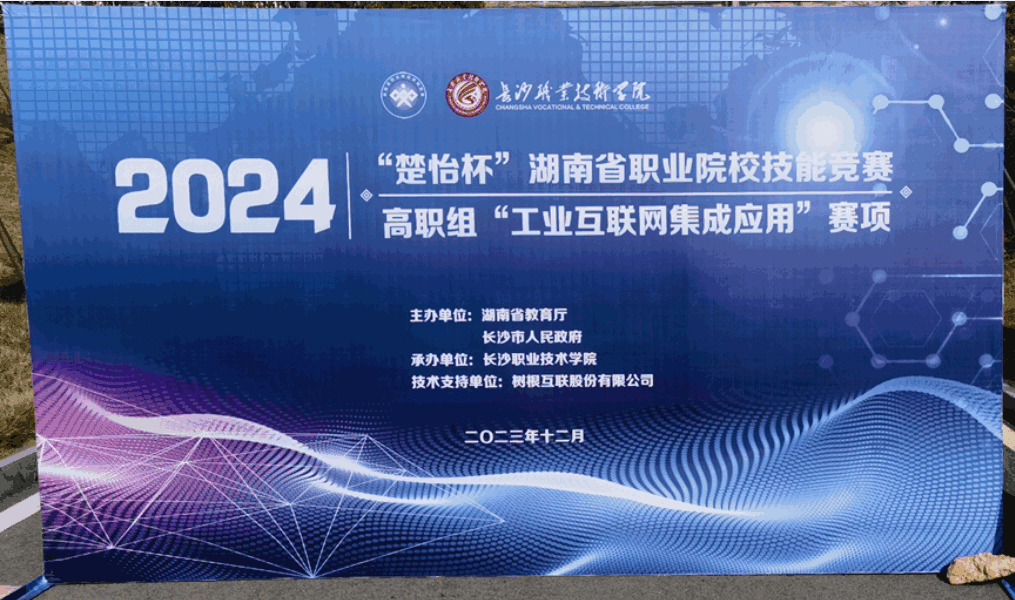 长沙职业技术学院
CHANGSHA VOCATIONAL & TECHNICAL COLLEGE
2024
“楚怡杯”湖南省职业院校技能竞赛
高职组“工业互联网集成应用”赛项
主办单位：湖南省教育厅
长沙市人民政府
承办单位：长沙职业技术学院
技术支持单位：树根互联股份有限公司
二〇二三年十二月